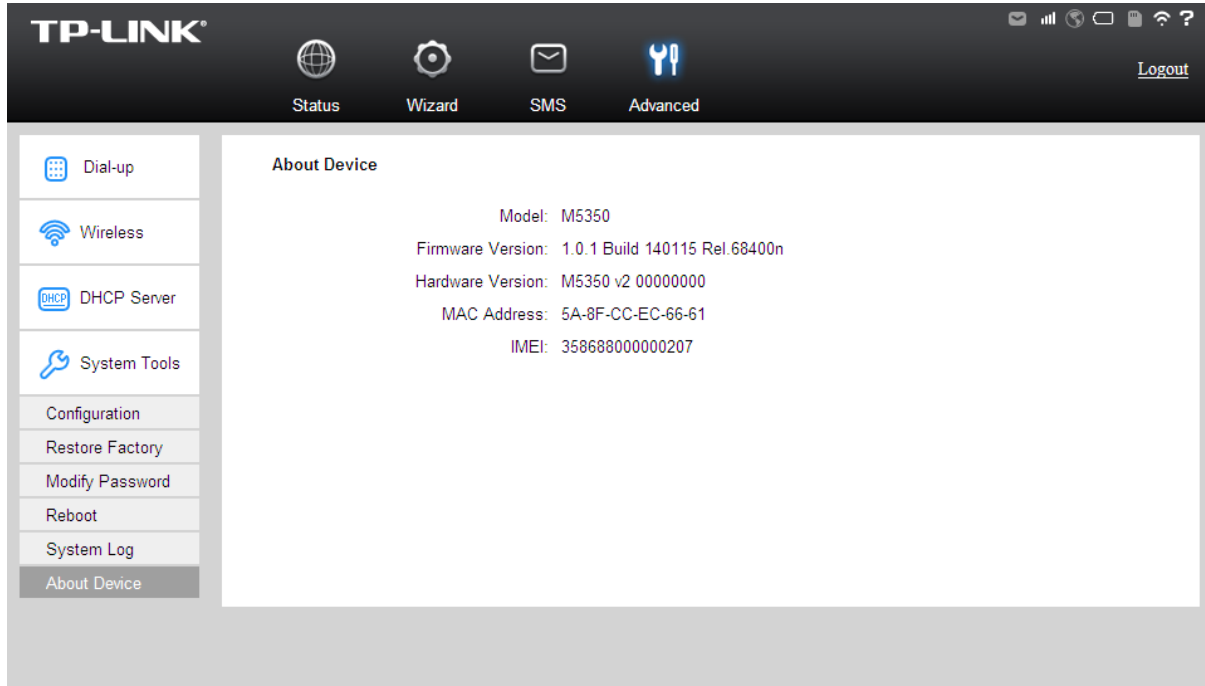 TP-LINK®
?
Logout
Status Wizard SMS Advanced
Dial-up
Wireless
DHCP DHCP Server
System Tools
Configuration
Restore Factory
Modify Password
Reboot
System Log
About Device
About Device
Model: M5350
Firmware Version: 1.0.1 Build 140115 Rel.68400n
Hardware Version: M5350 v2 00000000
MAC Address: 5A-8F-CC-EC-66-61
IMEI: 358688000000207